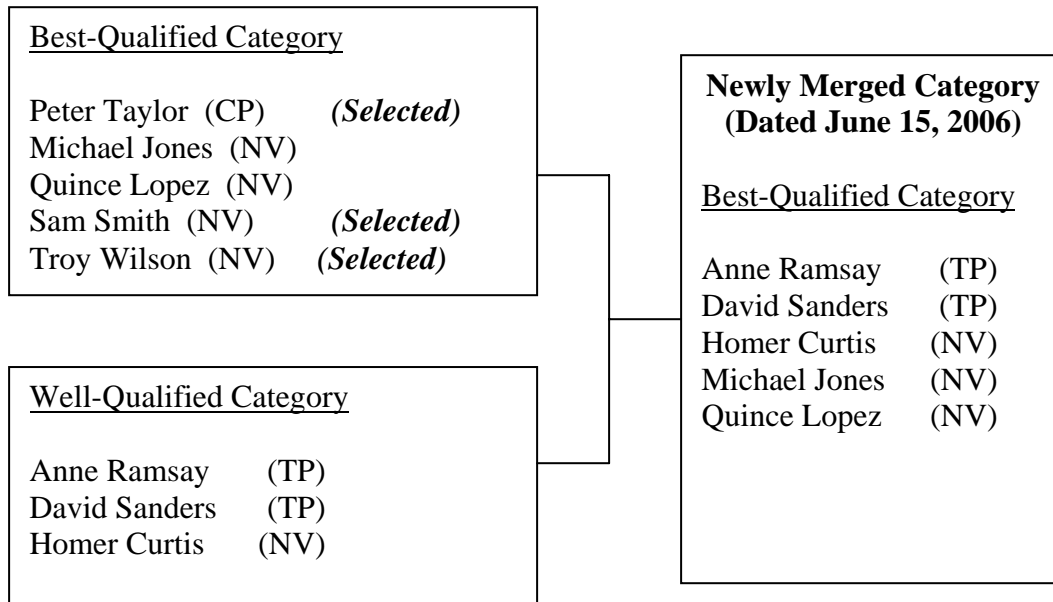 Best-Qualified Category
Peter Taylor (CP) (Selected)
Michael Jones (NV)
Quince Lopez (NV)
Sam Smith (NV) (Selected)
Troy Wilson (NV) (Selected)
Well-Qualified Category
Anne Ramsay (TP)
David Sanders (TP)
Homer Curtis (NV)
Newly Merged Category
(Dated June 15, 2006)
Best-Qualified Category
Anne Ramsay (TP)
David Sanders (TP)
Homer Curtis (NV)
Michael Jones (NV)
Quince Lopez (NV)